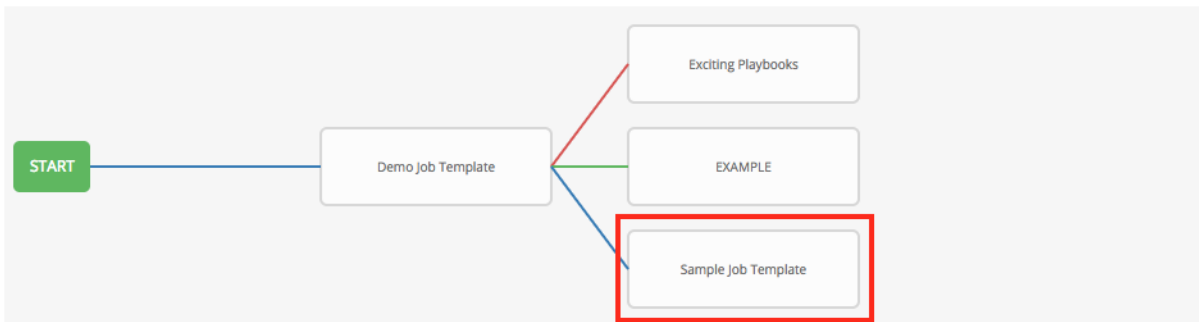 START
Demo Job Template
Exciting Playbooks
EXAMPLE
Sample Job Template